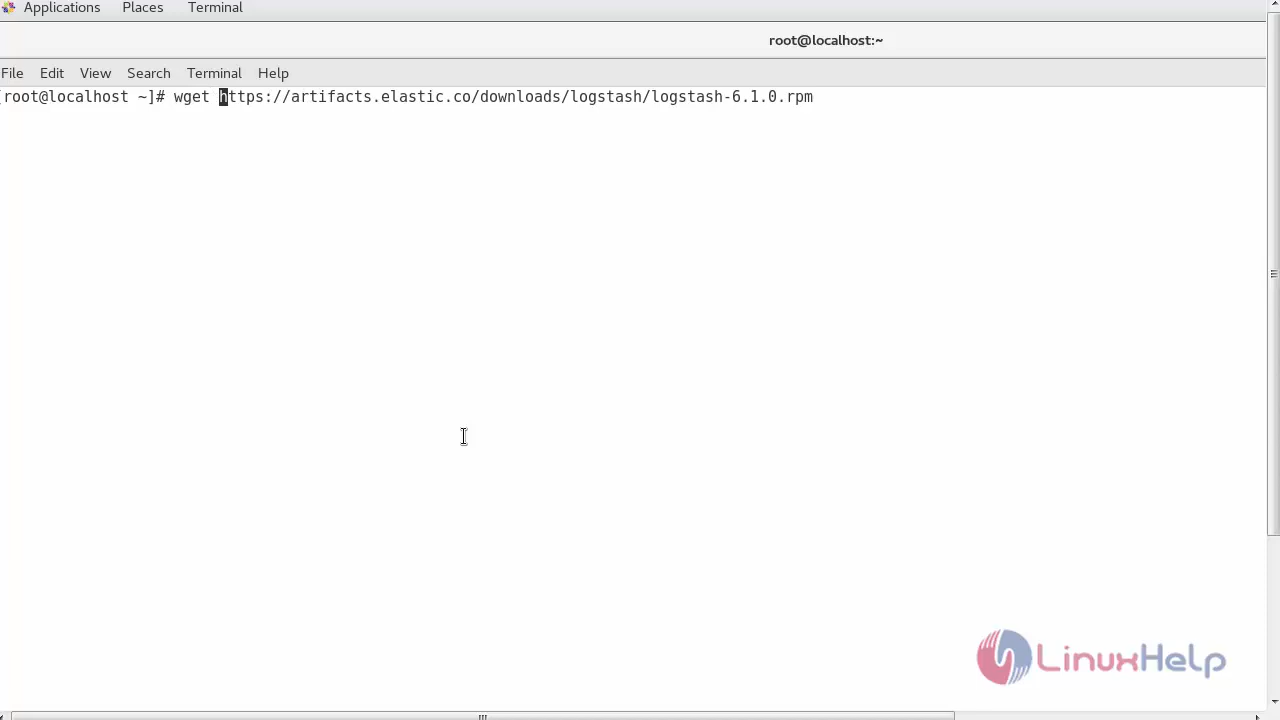 Applications Places Terminal
root@localhost:~
File Edit View Search Terminal Help
[root@localhost ~]# wget https://artifacts.elastic.co/downloads/logstash/logstash-6.1.0.rpm
LinuxHelp